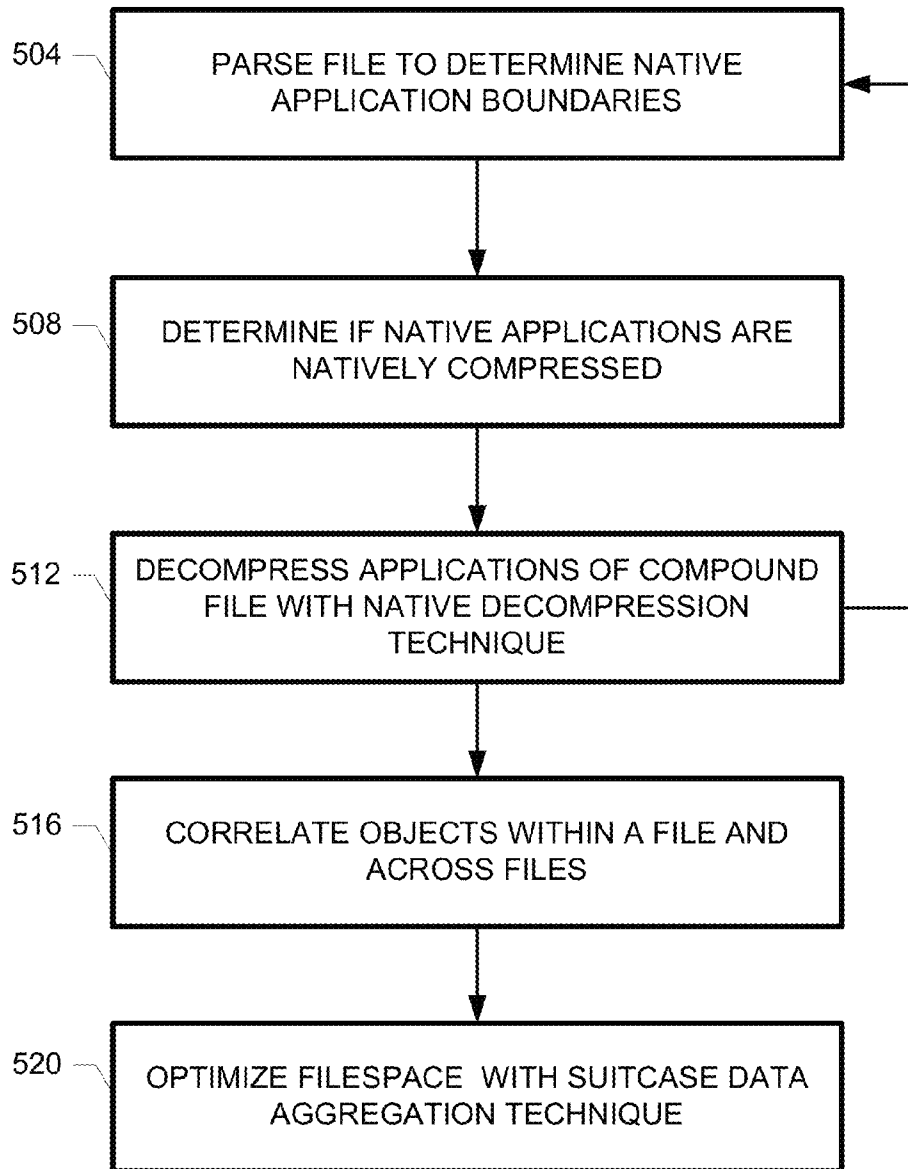 504
PARSE FILE TO DETERMINE NATIVE
APPLICATION BOUNDARIES
508
DETERMINE IF NATIVE APPLICATIONS ARE
NATIVELY COMPRESSED
512
DECOMPRESS APPLICATIONS OF COMPOUND
FILE WITH NATIVE DECOMPRESSION
TECHNIQUE
516
CORRELATE OBJECTS WITHIN A FILE AND
ACROSS FILES
520
OPTIMIZE FILESPACE WITH SUITCASE DATA
AGGREGATION TECHNIQUE